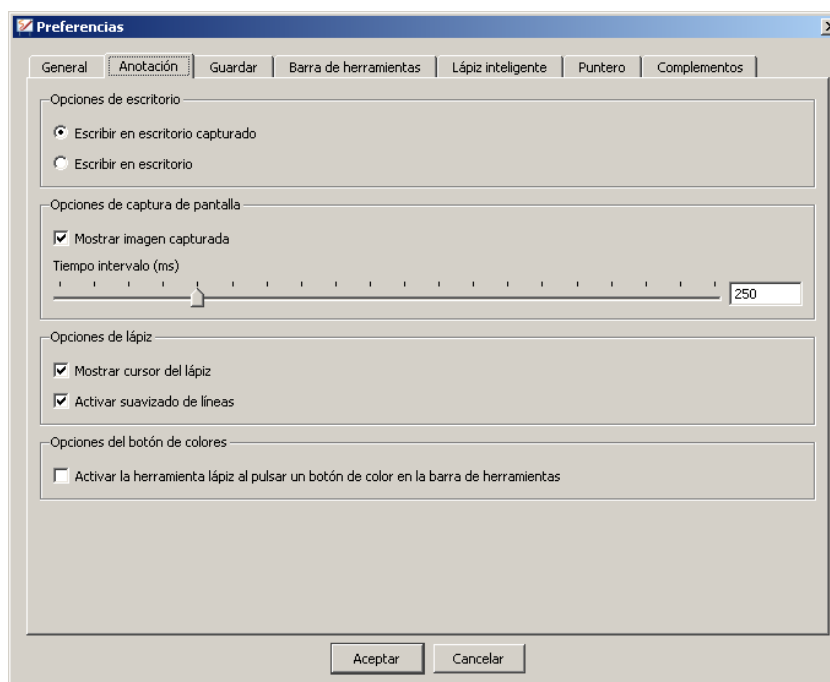 Preferencias
General Anotación Guardar Barra de herramientas Lápiz inteligente Puntero Complementos
Opciones de escritorio
Escribir en escritorio capturado
Escribir en escritorio
Opciones de captura de pantalla
Mostrar imagen capturada
Tiempo intervalo (ms)
250
Opciones de lápiz
Mostrar cursor del lápiz
Activar suavizado de líneas
Opciones del botón de colores
Activar la herramienta lápiz al pulsar un botón de color en la barra de herramientas
Aceptar Cancelar